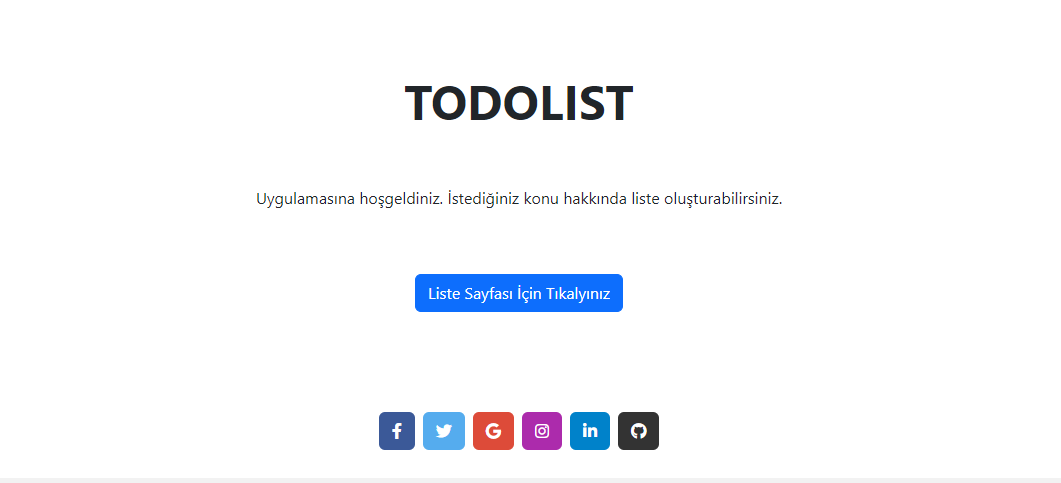 TODOLIST
Uygulamasına hoşgeldiniz. İstediğiniz konu hakkında liste oluşturabilirsiniz.
Liste Sayfası İçin Tıkalyınız